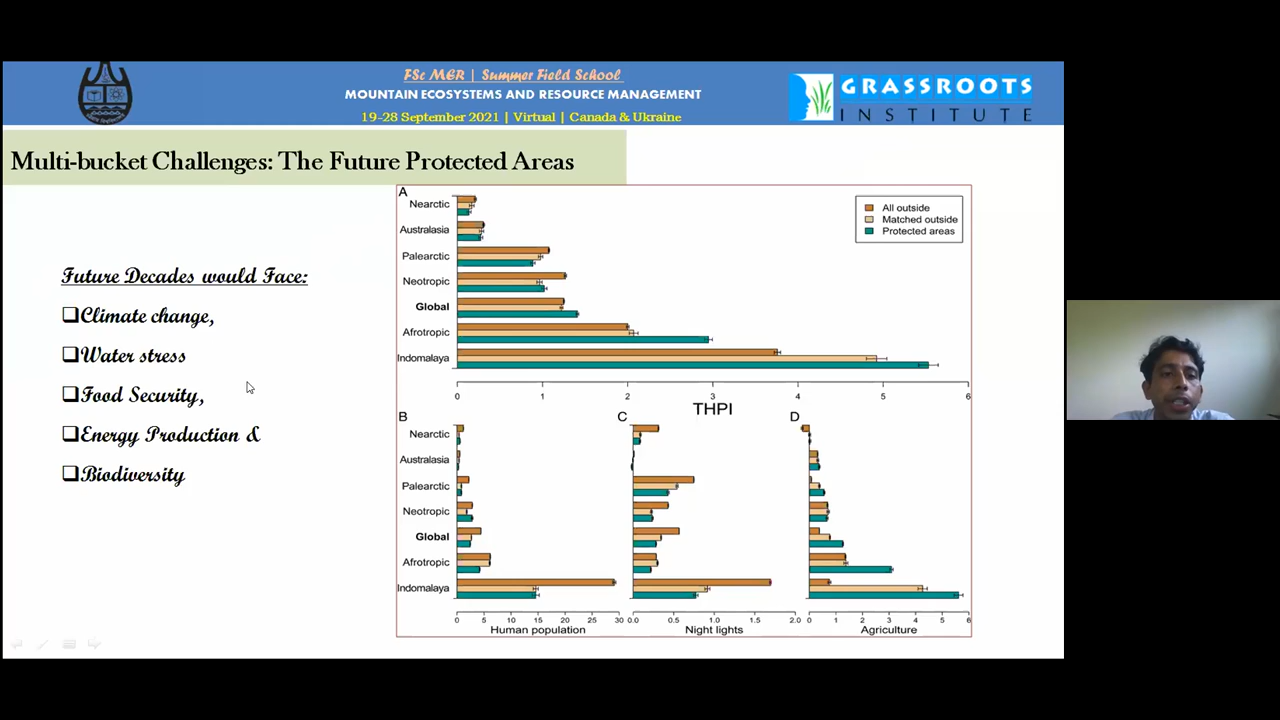 FSc MER | Summer Field School
MOUNTAIN ECOSYSTEMS AND RESOURCE MANAGEMENT
19-28 September 2021 | Virtual | Canada & Ukraine
GRASSROOTS
INSTITUTE
Multi-bucket Challenges: The Future Protected Areas
Future Decades would Face:
Climate change,
Water stress
Food Security,
Energy Production &
Biodiversity
A
Nearctic
Australasia
Palearctic
Neotropic
Global
Afrotropic
Indomalaya
All outside
Matched outside
Protected areas
0 1 2 3 4 5 6
THPI
B C D
Nearctic
Australasia
Palearctic
Neotropic
Global
Afrotropic
Indomalaya
0 5 10 15 20 25 30 0.0 0.5 1.0 1.5 2.0 0 1 2 3 4 5 6
Human population Night lights Agriculture